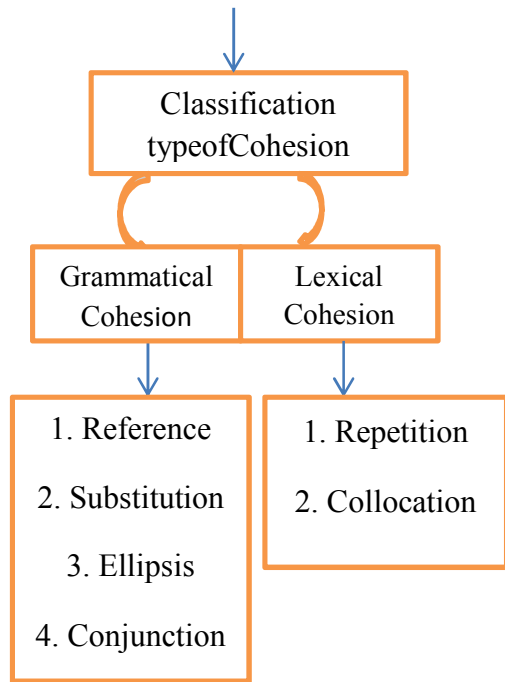 Classification
typeofCohesion
Grammatical
Cohesion
Lexical
Cohesion
1. Reference
2. Substitution
3. Ellipsis
4. Conjunction
1. Repetition
2. Collocation